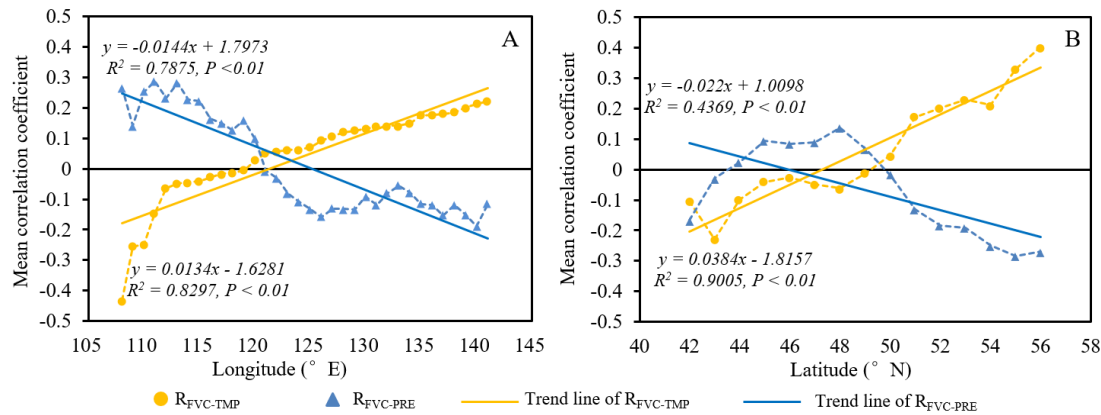 0.5
0.4
0.3
0.2
0.1
0
-0.1
-0.2
-0.3
-0.4
-0.5
Mean correlation coefficient
A
y = -0.0144x + 1.7973
R² = 0.7875, P <0.01
y = 0.0134x - 1.6281
R² = 0.8297, P < 0.01
105 110 115 120 125 130 135 140 145
Longitude (° E)
0.5
0.4
0.3
0.2
0.1
0
-0.1
-0.2
-0.3
-0.4
-0.5
Mean correlation coefficient
B
y = -0.022x + 1.0098
R² = 0.4369, P < 0.01
y = 0.0384x - 1.8157
R² = 0.9005, P < 0.01
40 42 44 46 48 50 52 54 56 58
Latitude (° N)
R_FVC-TMP R_FVC-PRE Trend line of R_FVC-TMP Trend line of R_FVC-PRE